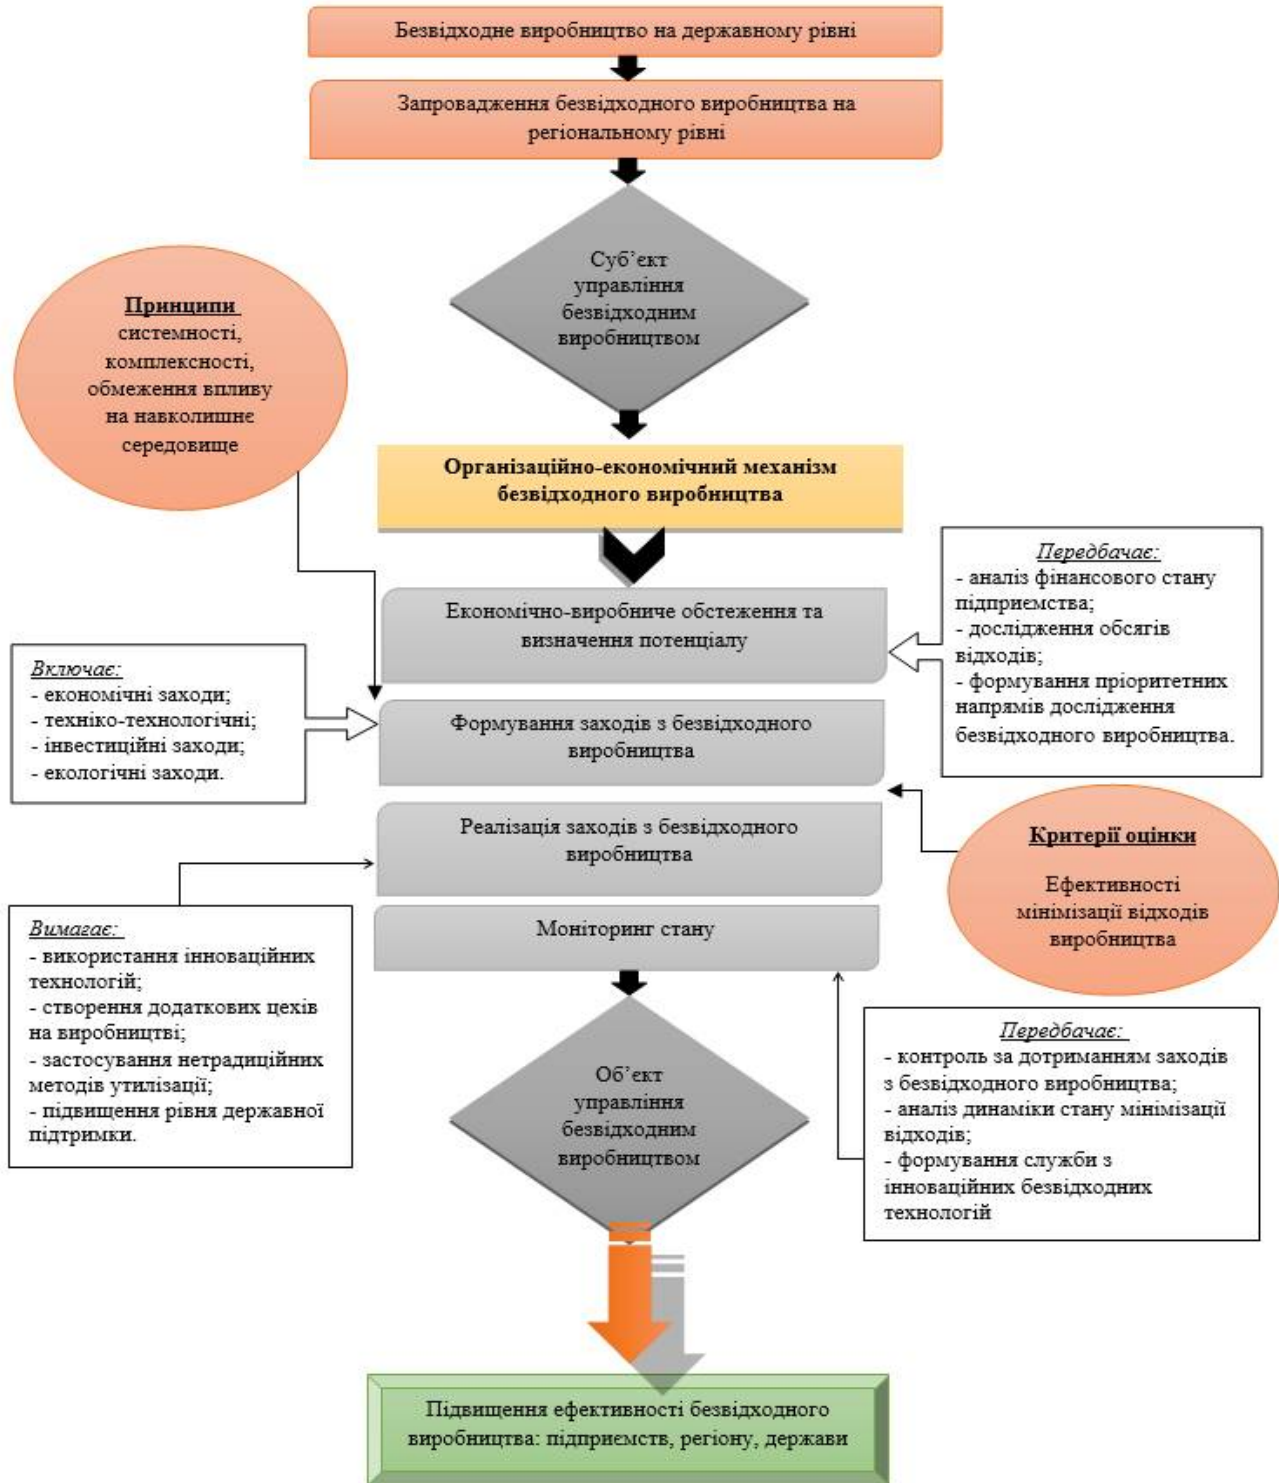 Безвідходне виробництво на державному рівні
Запровадження безвідходного виробництва на
регіональному рівні
Суб’єкт
управління
безвідходним
виробництвом
Принципи
системності,
комплексності,
обмеження впливу
на навколишнє
середовище
Організаційно-економічний механізм
безвідходного виробництва
Передбачає:
- аналіз фінансового стану
підприємства;
- дослідження обсягів
відходів;
- формування пріоритетних
напрямів дослідження
безвідходного виробництва.
Економічно-виробниче обстеження та
визначення потенціалу
Включає:
- економічні заходи;
- техніко-технологічні;
- інвестиційні заходи;
- екологічні заходи.
Формування заходів з безвідходного
виробництва
Реалізація заходів з безвідходного
виробництва
Критерії оцінки
Ефективності
мінімізації відходів
виробництва
Вимагає:
- використання інноваційних
технологій;
- створення додаткових цехів
на виробництві;
- застосування нетрадиційних
методів утилізації;
- підвищення рівня державної
підтримки.
Моніторинг стану
Передбачає:
- контроль за дотриманням заходів
з безвідходного виробництва;
- аналіз динаміки стану мінімізації
відходів;
- формування служби з
інноваційних безвідходних
технологій
Об’єкт
управління
безвідходним
виробництвом
Підвищення ефективності безвідходного
виробництва: підприємств, регіону, держави